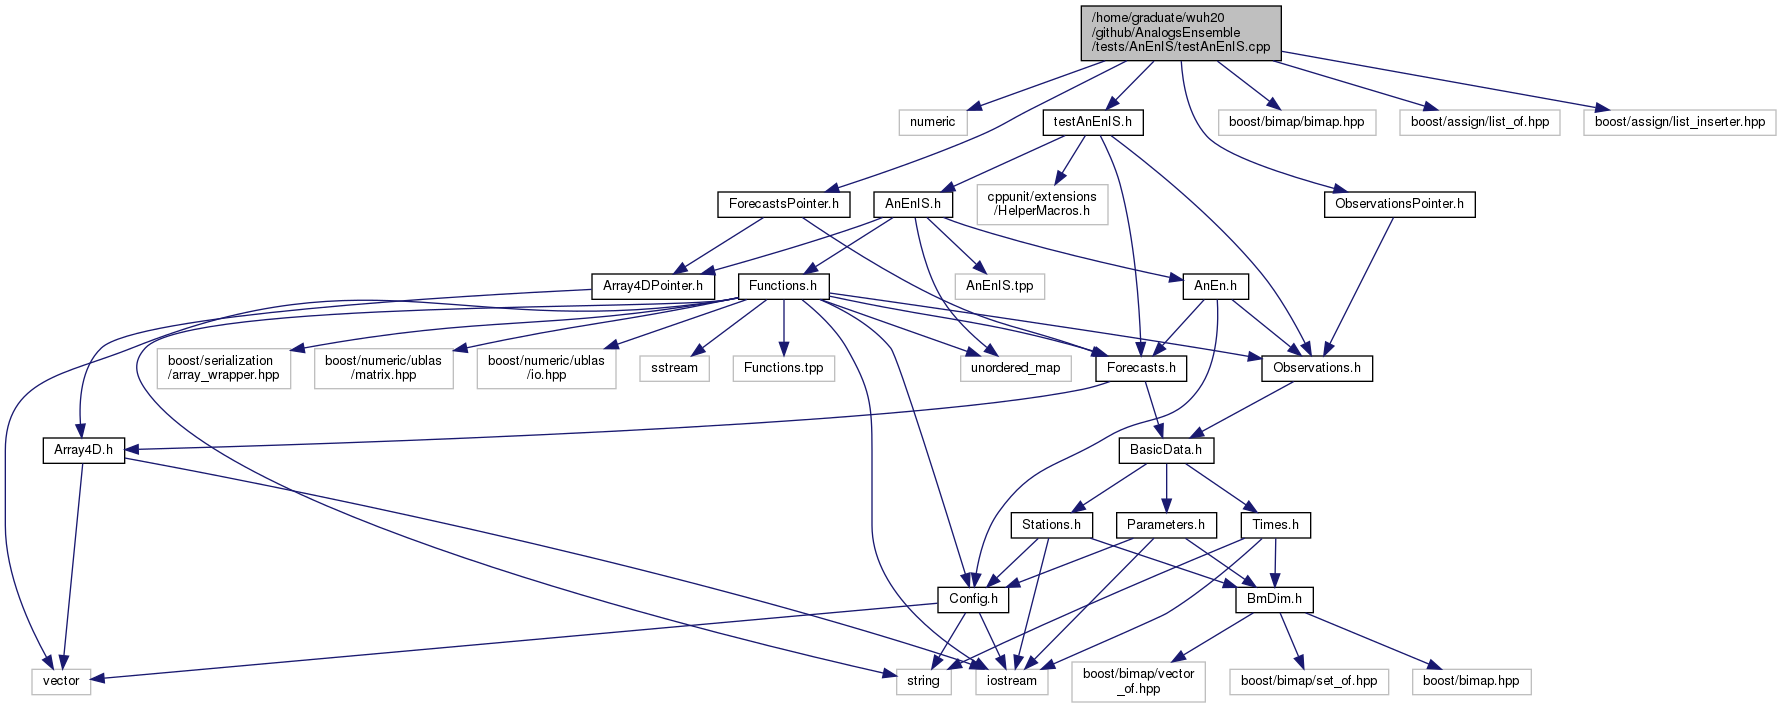 /home/graduate/wuh20
/github/AnalogsEnsemble
/tests/AnEnIS/testAnEnIS.cpp
numeric
testAnEnIS.h
boost/bimap/bimap.hpp
boost/assign/list_of.hpp
boost/assign/list_inserter.hpp
ForecastsPointer.h
AnEnIS.h
cppunit/extensions
/HelperMacros.h
ObservationsPointer.h
Array4DPointer.h
Functions.h
AnEnIS.tpp
AnEn.h
boost/serialization
/array_wrapper.hpp
boost/numeric/ublas
/matrix.hpp
boost/numeric/ublas
/io.hpp
sstream
Functions.tpp
unordered_map
Forecasts.h
Observations.h
Array4D.h
BasicData.h
Stations.h
Parameters.h
Times.h
Config.h
BmDim.h
vector
string
iostream
boost/bimap/vector
_of.hpp
boost/bimap/set_of.hpp
boost/bimap.hpp